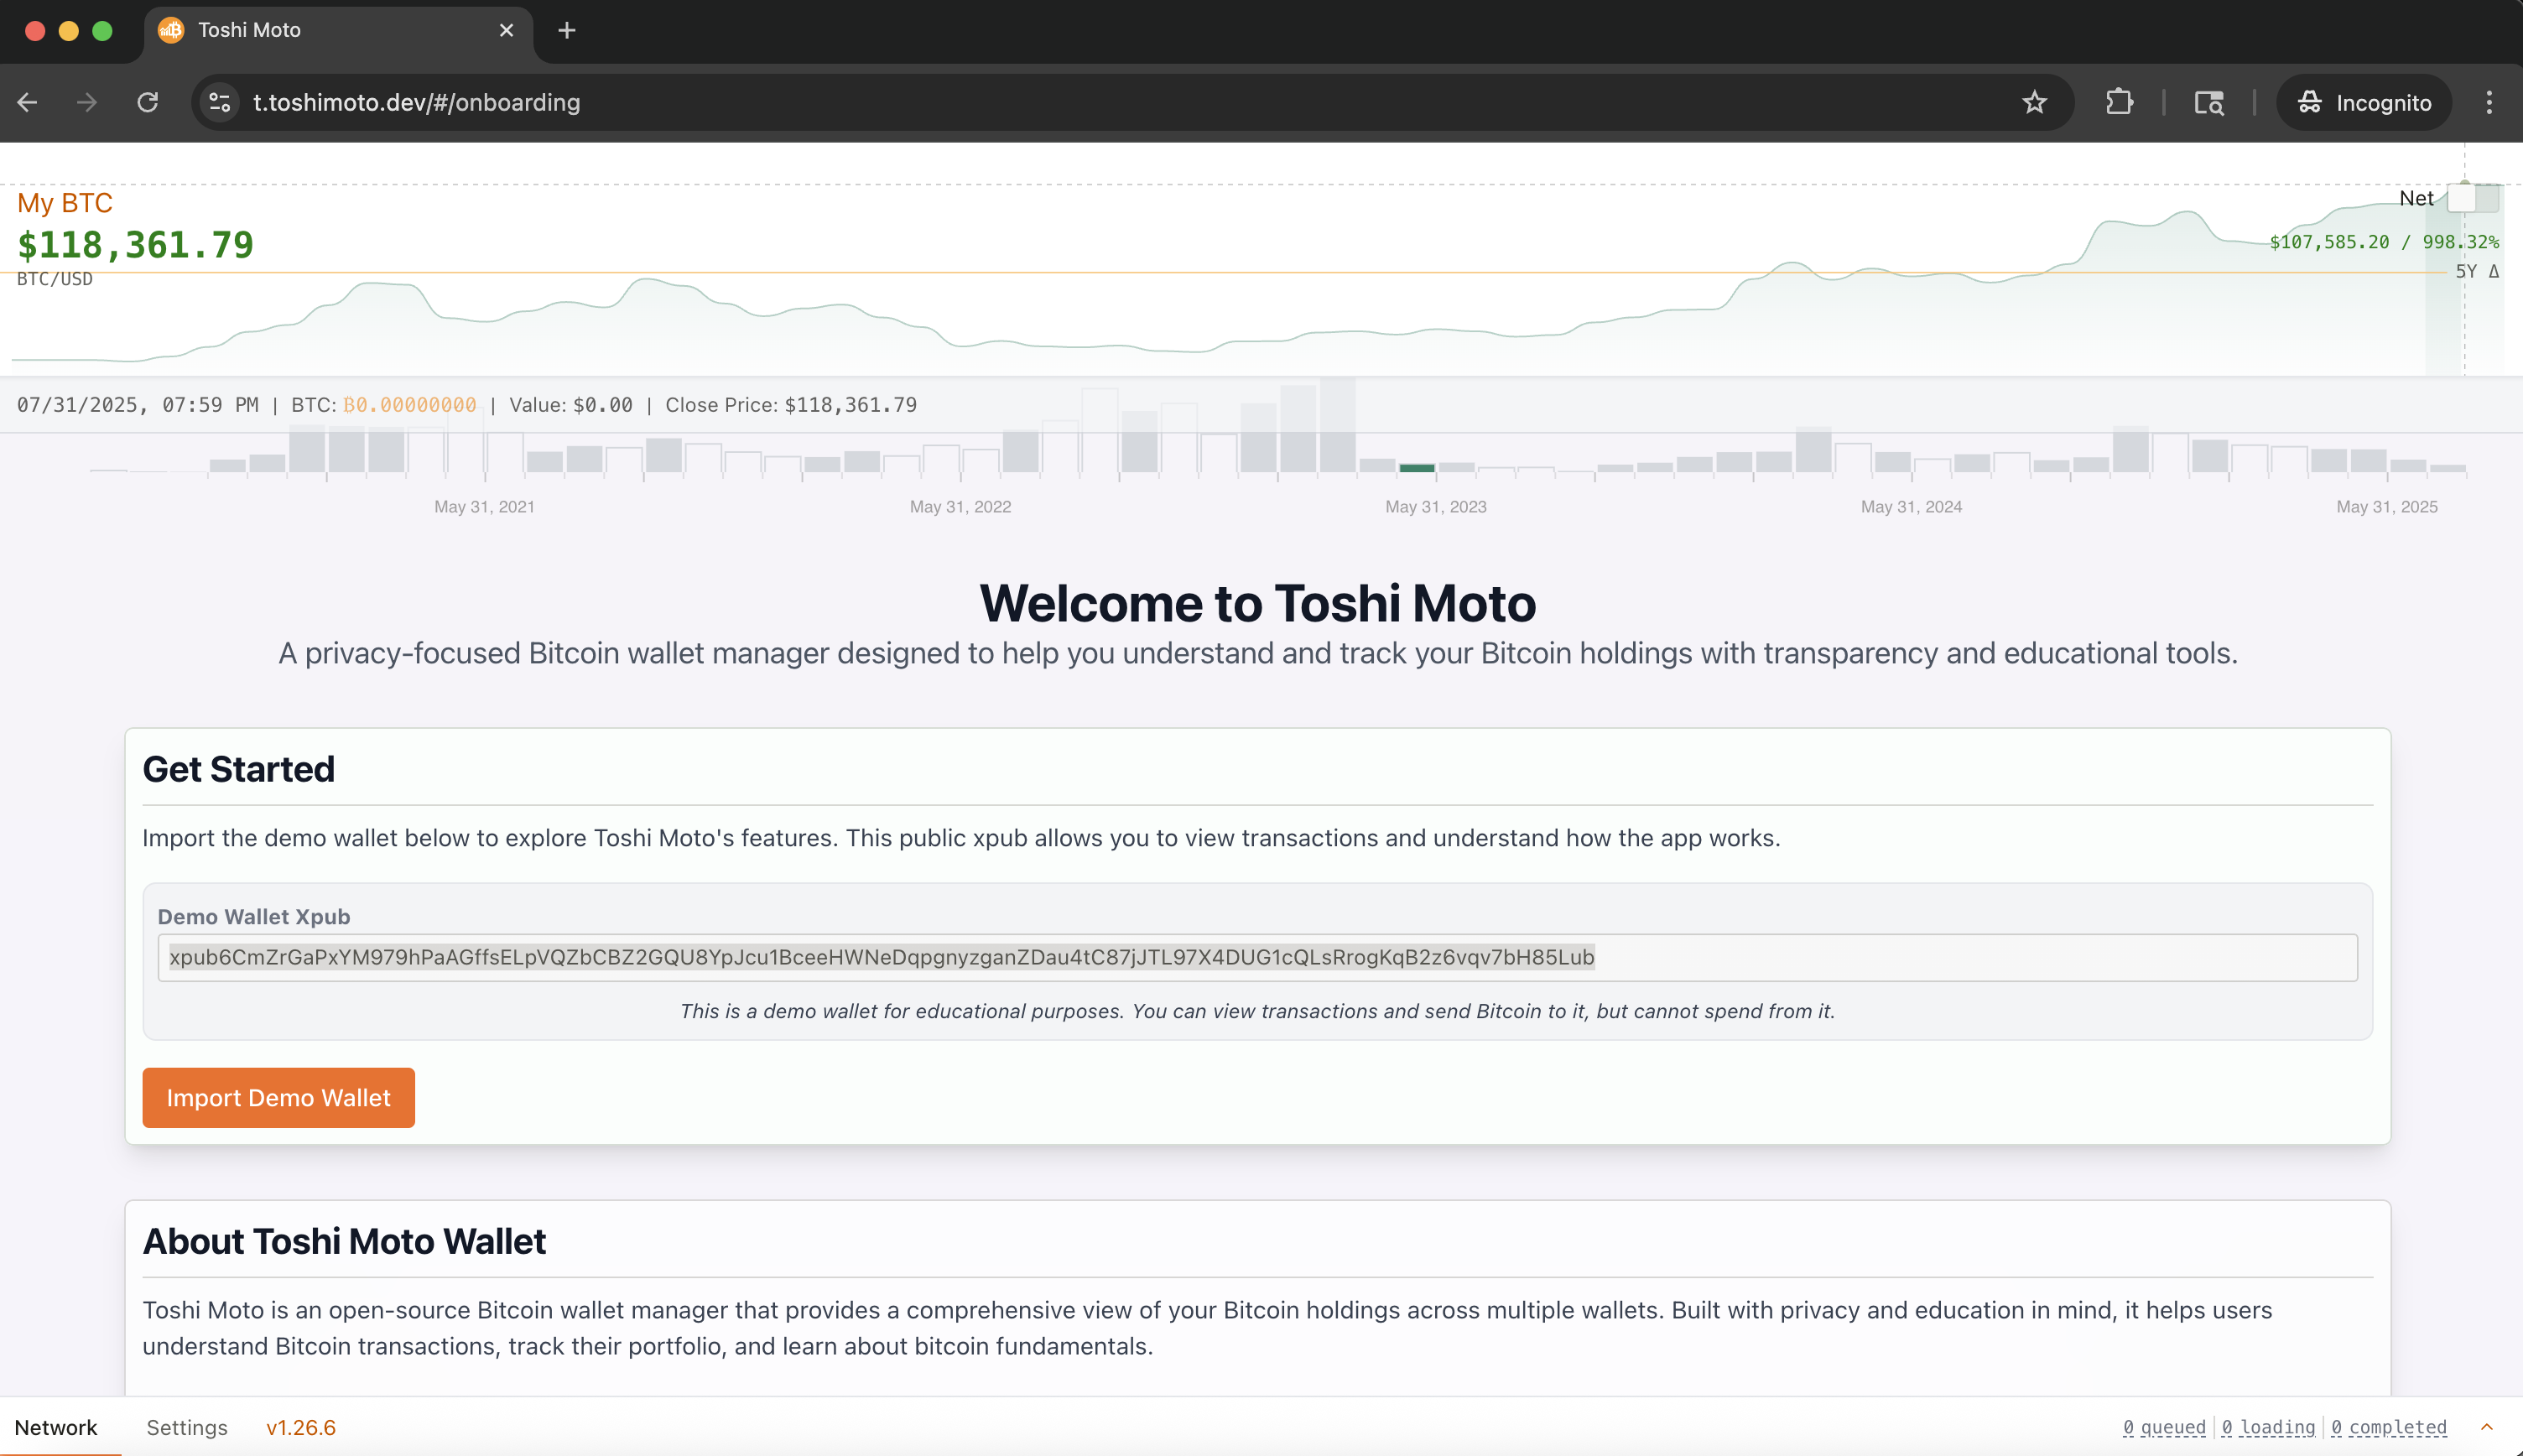 Toshi Moto
t.toshimoto.dev/#/onboarding
Incognito
My BTC
Net
$118,361.79
$107,585.20 / 998.32%
BTC/USD
5Y Δ
07/31/2025, 07:59 PM | BTC: ₿0.00000000 | Value: $0.00 | Close Price: $118,361.79
May 31, 2021
May 31, 2022
May 31, 2023
May 31, 2024
May 31, 2025
Welcome to Toshi Moto
A privacy-focused Bitcoin wallet manager designed to help you understand and track your Bitcoin holdings with transparency and educational tools.
Get Started
Import the demo wallet below to explore Toshi Moto's features. This public xpub allows you to view transactions and understand how the app works.
Demo Wallet Xpub
xpub6CmZrGaPxYM979hPaAGffsELpVQZbCBZ2GQU8YpJcu1BceeHWNeDqpgnyzganZDau4tC87jJTL97X4DUG1cQLsRrogKqB2z6vqv7bH85Lub
This is a demo wallet for educational purposes. You can view transactions and send Bitcoin to it, but cannot spend from it.
Import Demo Wallet
About Toshi Moto Wallet
Toshi Moto is an open-source Bitcoin wallet manager that provides a comprehensive view of your Bitcoin holdings across multiple wallets. Built with privacy and education in mind, it helps users
understand Bitcoin transactions, track their portfolio, and learn about bitcoin fundamentals.
Network
Settings
v1.26.6
0 queued
0 loading
0 completed